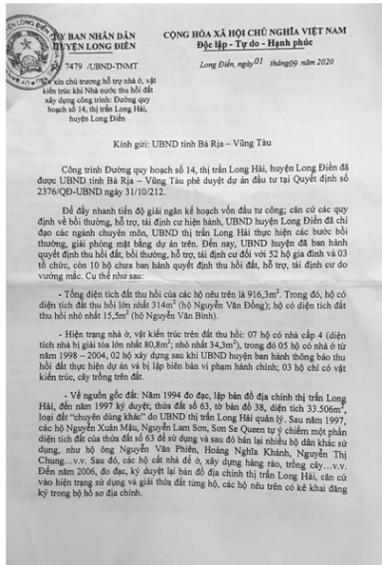 ỦY BAN NHÂN DÂN
HUYỆN LONG ĐIỀN
CỘNG HÒA XÃ HỘI CHỦ NGHĨA VIỆT NAM
Độc lập - Tự do - Hạnh phúc
7479 /UBND-TNMT
Long Điền, ngày 01 tháng 09 năm 2020
xin chủ trương hỗ trợ nhà ở, vật
kiến trúc khi Nhà nước thu hồi đất
xây dựng công trình: Đường quy
hoạch số 14, thị trấn Long Hải,
huyện Long Điền
Kính gửi: UBND tỉnh Bà Rịa – Vũng Tàu
Công trình Đường quy hoạch số 14, thị trấn Long Hải, huyện Long Điền đã
được UBND tỉnh Bà Rịa – Vũng Tàu phê duyệt dự án đầu tư tại Quyết định số
2376/QĐ-UBND ngày 31/10/212.
Để đẩy nhanh tiến độ giải ngân kế hoạch vốn đầu tư công; căn cứ các quy
định về bồi thường, hỗ trợ, tái định cư hiện hành, UBND huyện Long Điền đã chỉ
đạo các ngành chuyên môn, UBND thị trấn Long Hải thực hiện các bước bồi
thường, giải phóng mặt bằng dự án trên. Đến nay, UBND huyện đã ban hành
quyết định thu hồi đất, bồi thường, hỗ trợ, tái định cư đối với 52 hộ gia đình và 03
tổ chức, còn 10 hộ chưa ban hành quyết định thu hồi đất, hỗ trợ, tái định cư do
vướng mắc. Cụ thể như sau:
- Tổng diện tích đất thu hồi của các hộ nêu trên là 916,3m². Trong đó, hộ có
diện tích đất thu hồi lớn nhất 314m² (hộ Nguyễn Văn Đồng); hộ có diện tích đất
thu hồi nhỏ nhất 15,5m² (hộ Nguyễn Văn Bình).
- Hiện trạng nhà ở, vật kiến trúc trên đất thu hồi: 07 hộ có nhà cấp 4 (diện
tích nhà bị giải tỏa lớn nhất 80,8m²; nhỏ nhất 34,3m²), trong đó 05 hộ có nhà ở từ
năm 1998 – 2004, 02 hộ xây dựng sau khi UBND huyện ban hành thông báo thu
hồi đất thực hiện dự án và bị lập biên bản vi phạm hành chính; 03 hộ chỉ có vật
kiến trúc, cây trồng trên đất.
- Về nguồn gốc đất: Năm 1994 đo đạc, lập bản đồ địa chính thị trấn Long
Hải, đến năm 1997 ký duyệt; thửa đất số 63, tờ bản đồ 38, diện tích 33.506m²,
loại đất “chuyên dùng khác” do UBND thị trấn Long Hải quản lý. Sau năm 1997,
các hộ Nguyễn Xuân Mậu, Nguyễn Lam Sơn, Sơn Se Queen tự ý chiếm một phần
diện tích đất của thửa đất số 63 để sử dụng và sau đó bán lại nhiều hộ dân khác sử
dụng, như hộ ông Nguyễn Văn Phiên, Hoàng Nghĩa Khánh, Nguyễn Thị
Chung…v.v. Sau đó, các hộ cất nhà để ở, xây dựng hàng rào, trồng cây…v.v.
Đến năm 2006, đo đạc, ký duyệt lại bản đồ địa chính thị trấn Long Hải, căn cứ
vào hiện trạng sử dụng và giải thửa đất từng hộ, các hộ nêu trên có kê khai đăng
ký trong bộ hồ sơ địa chính.